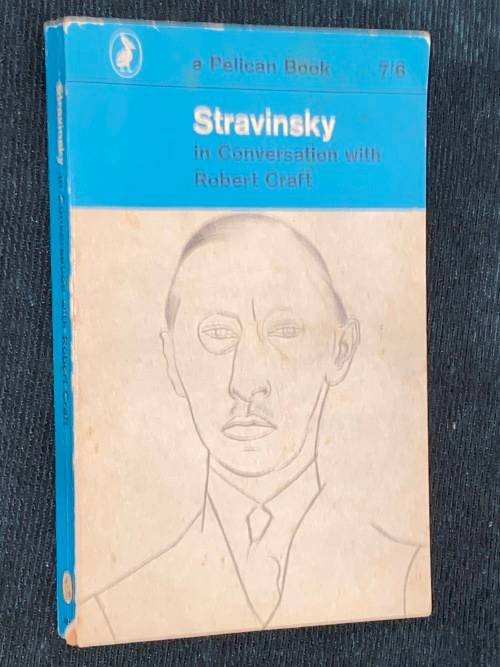 a Pelican Book 7/6
Stravinsky
in Conversation with
Robert Craft
Stravinsky in Conversation with Robert Craft